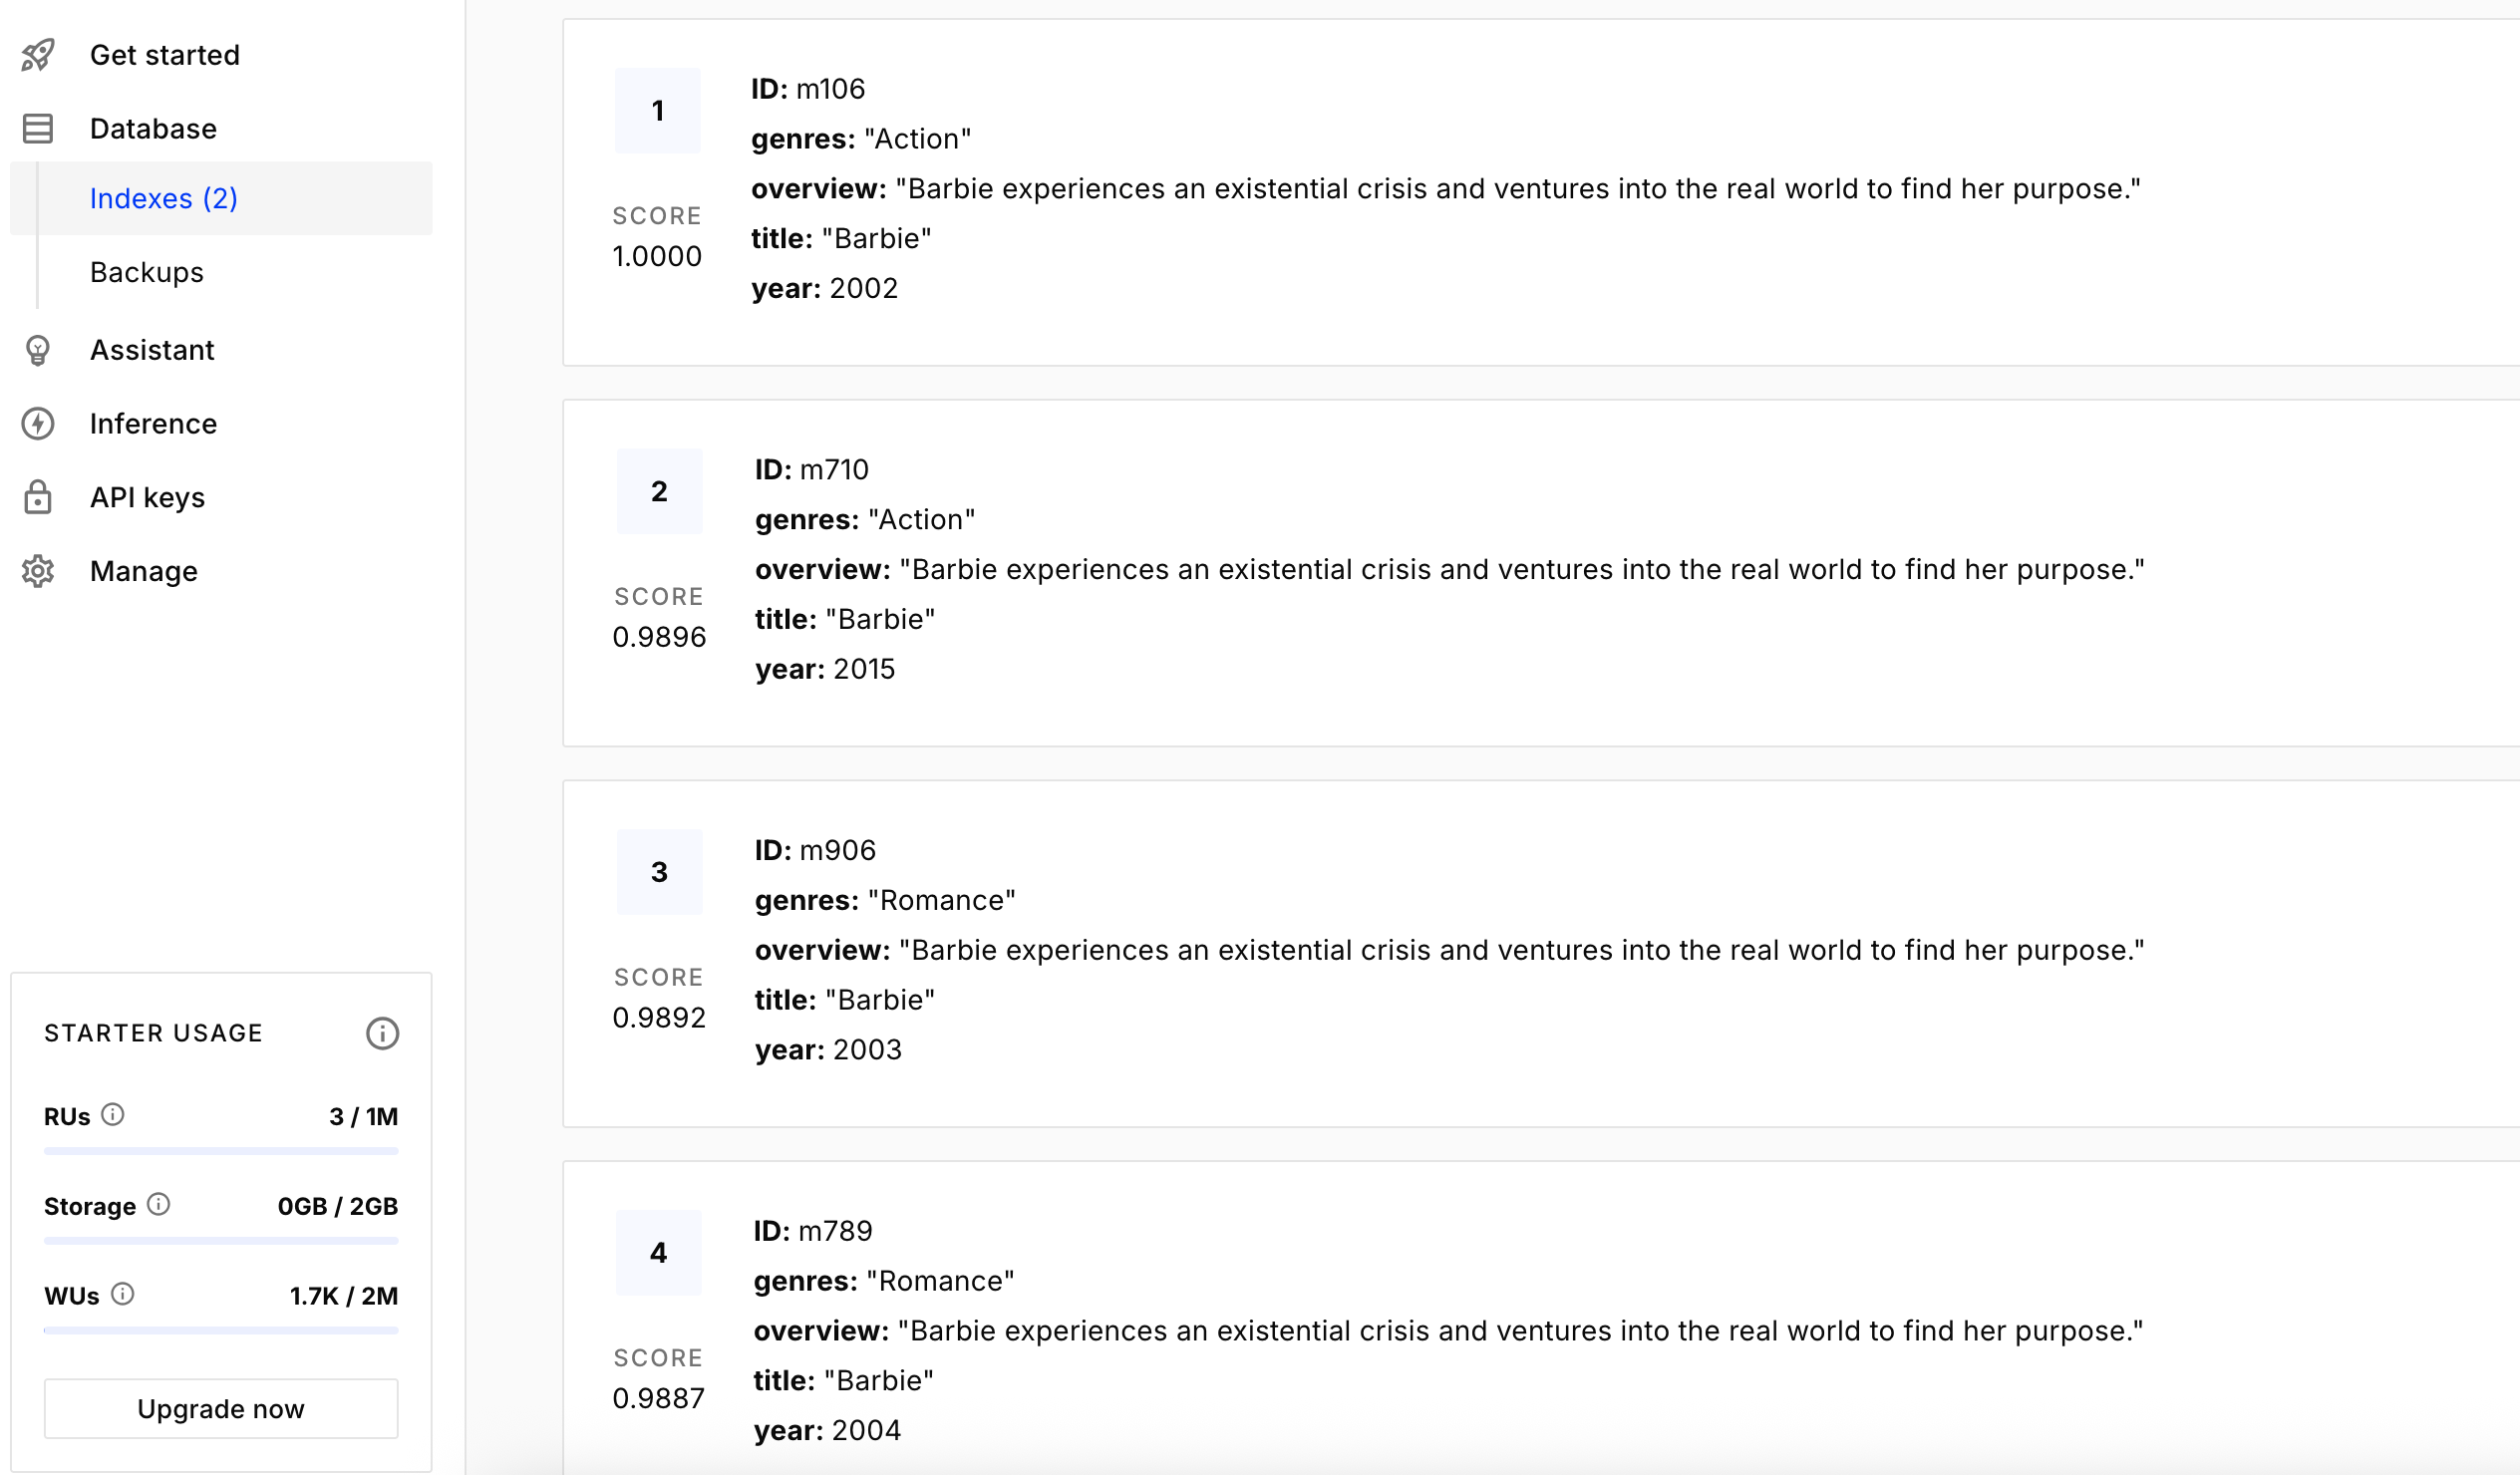 Get started
Database
Indexes (2)
Backups
Assistant
Inference
API keys
Manage
STARTER USAGE
RUs 3 / 1M
Storage 0GB / 2GB
WUs 1.7K / 2M
Upgrade now
1
SCORE
1.0000
ID: m106
genres: "Action"
overview: "Barbie experiences an existential crisis and ventures into the real world to find her purpose."
title: "Barbie"
year: 2002
2
SCORE
0.9896
ID: m710
genres: "Action"
overview: "Barbie experiences an existential crisis and ventures into the real world to find her purpose."
title: "Barbie"
year: 2015
3
SCORE
0.9892
ID: m906
genres: "Romance"
overview: "Barbie experiences an existential crisis and ventures into the real world to find her purpose."
title: "Barbie"
year: 2003
4
SCORE
0.9887
ID: m789
genres: "Romance"
overview: "Barbie experiences an existential crisis and ventures into the real world to find her purpose."
title: "Barbie"
year: 2004